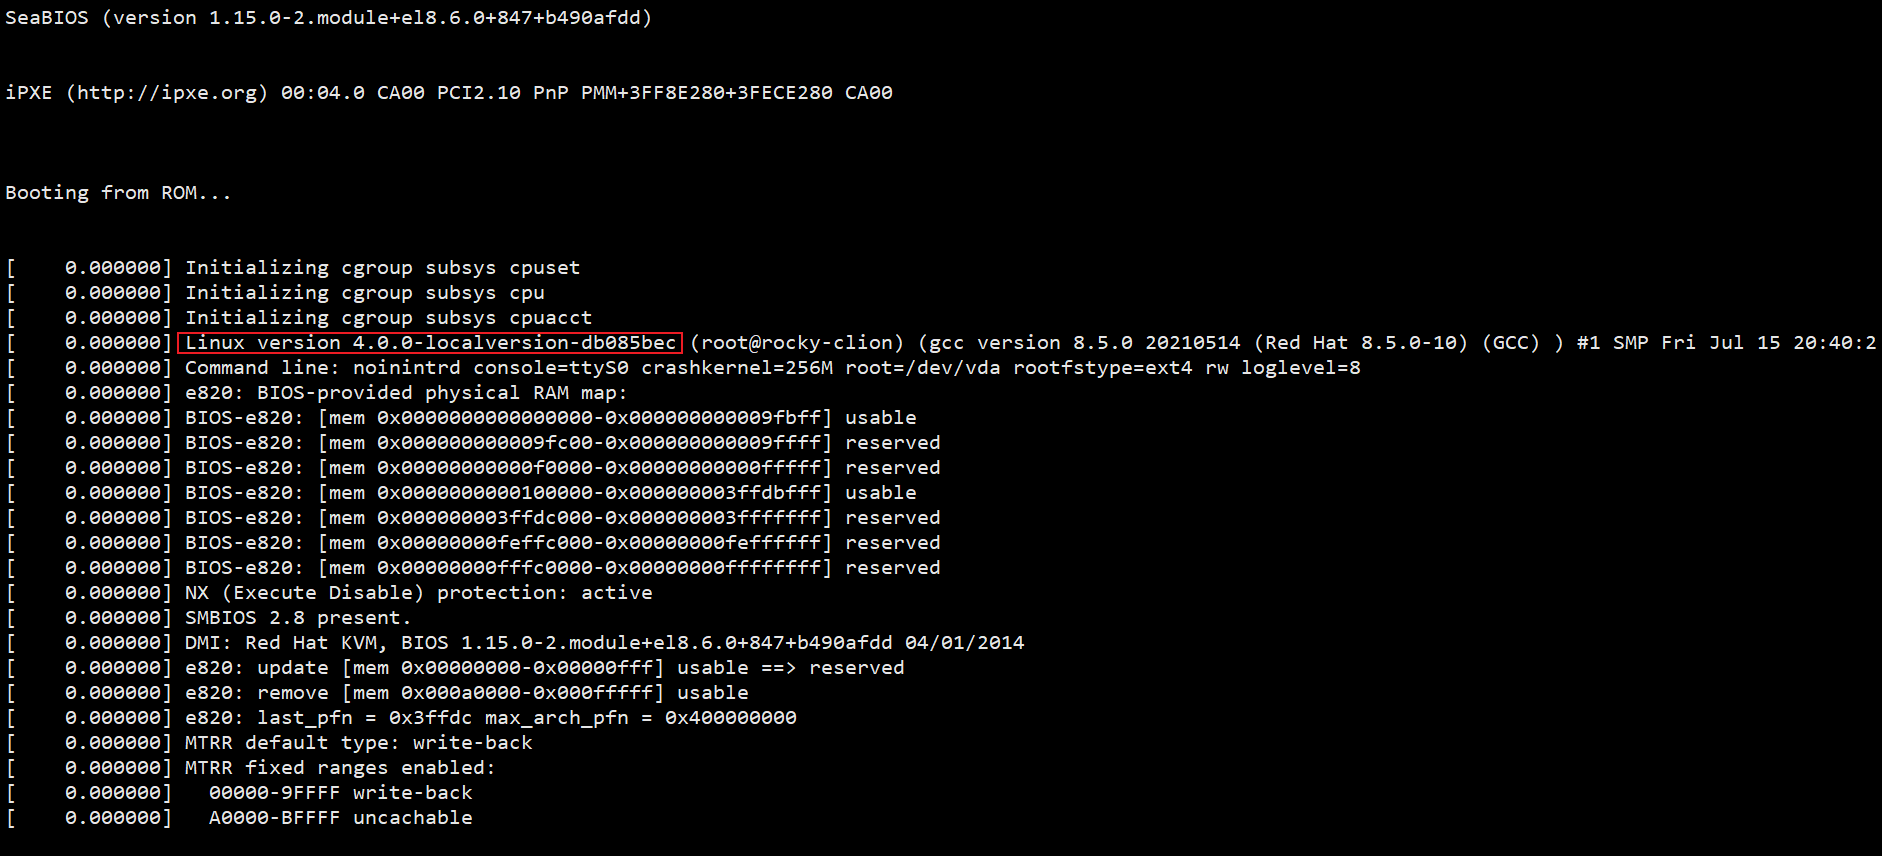 SeaBIOS (version 1.15.0-2.module+el8.6.0+847+b490afdd)
iPXE (http://ipxe.org) 00:04.0 CA00 PCI2.10 PnP PMM+3FF8E280+3FECE280 CA00
Booting from ROM...
[    0.000000] Initializing cgroup subsys cpuset
[    0.000000] Initializing cgroup subsys cpu
[    0.000000] Initializing cgroup subsys cpuacct
[    0.000000] Linux version 4.0.0-localversion-db085bec (root@rocky-clion) (gcc version 8.5.0 20210514 (Red Hat 8.5.0-10) (GCC) ) #1 SMP Fri Jul 15 20:40:2
[    0.000000] Command line: noinintrd console=ttyS0 crashkernel=256M root=/dev/vda rootfstype=ext4 rw loglevel=8
[    0.000000] e820: BIOS-provided physical RAM map:
[    0.000000] BIOS-e820: [mem 0x0000000000000000-0x000000000009fbff] usable
[    0.000000] BIOS-e820: [mem 0x000000000009fc00-0x000000000009ffff] reserved
[    0.000000] BIOS-e820: [mem 0x00000000000f0000-0x00000000000fffff] reserved
[    0.000000] BIOS-e820: [mem 0x0000000000100000-0x000000003ffdbfff] usable
[    0.000000] BIOS-e820: [mem 0x000000003ffdc000-0x000000003fffffff] reserved
[    0.000000] BIOS-e820: [mem 0x00000000feffc000-0x00000000feffffff] reserved
[    0.000000] BIOS-e820: [mem 0x00000000fffc0000-0x00000000ffffffff] reserved
[    0.000000] NX (Execute Disable) protection: active
[    0.000000] SMBIOS 2.8 present.
[    0.000000] DMI: Red Hat KVM, BIOS 1.15.0-2.module+el8.6.0+847+b490afdd 04/01/2014
[    0.000000] e820: update [mem 0x00000000-0x00000fff] usable ==> reserved
[    0.000000] e820: remove [mem 0x000a0000-0x000fffff] usable
[    0.000000] e820: last_pfn = 0x3ffdc max_arch_pfn = 0x400000000
[    0.000000] MTRR default type: write-back
[    0.000000] MTRR fixed ranges enabled:
[    0.000000]   00000-9FFFF write-back
[    0.000000]   A0000-BFFFF uncachable